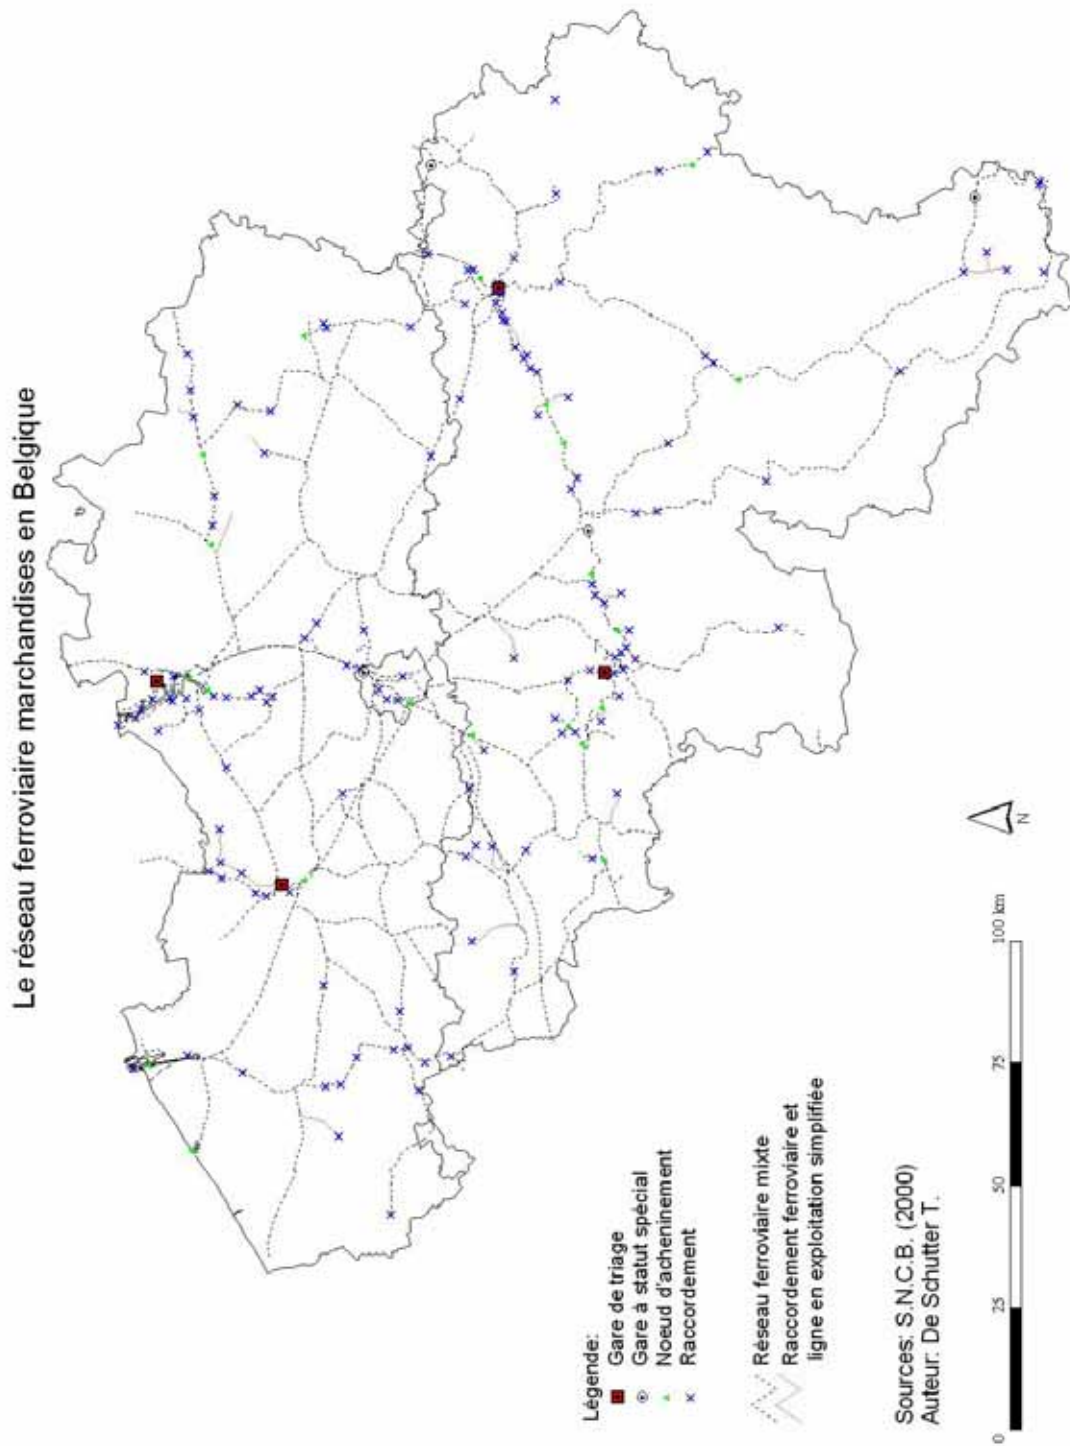 Le réseau ferroviaire marchandises en Belgique
Légende:
Gare de triage
Gare à statut spécial
Noeud d'acheninement
Raccordement
Réseau ferroviaire mixte
Raccordement ferroviaire et
ligne en exploitation simplifiée
Sources: S.N.C.B. (2000)
Auteur: De Schutter T.
0 25 50 75 100 km
N